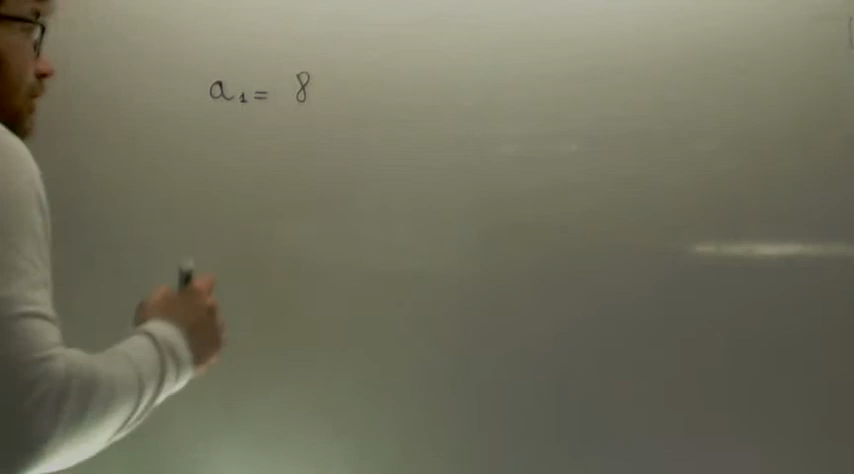 a₁ = 8